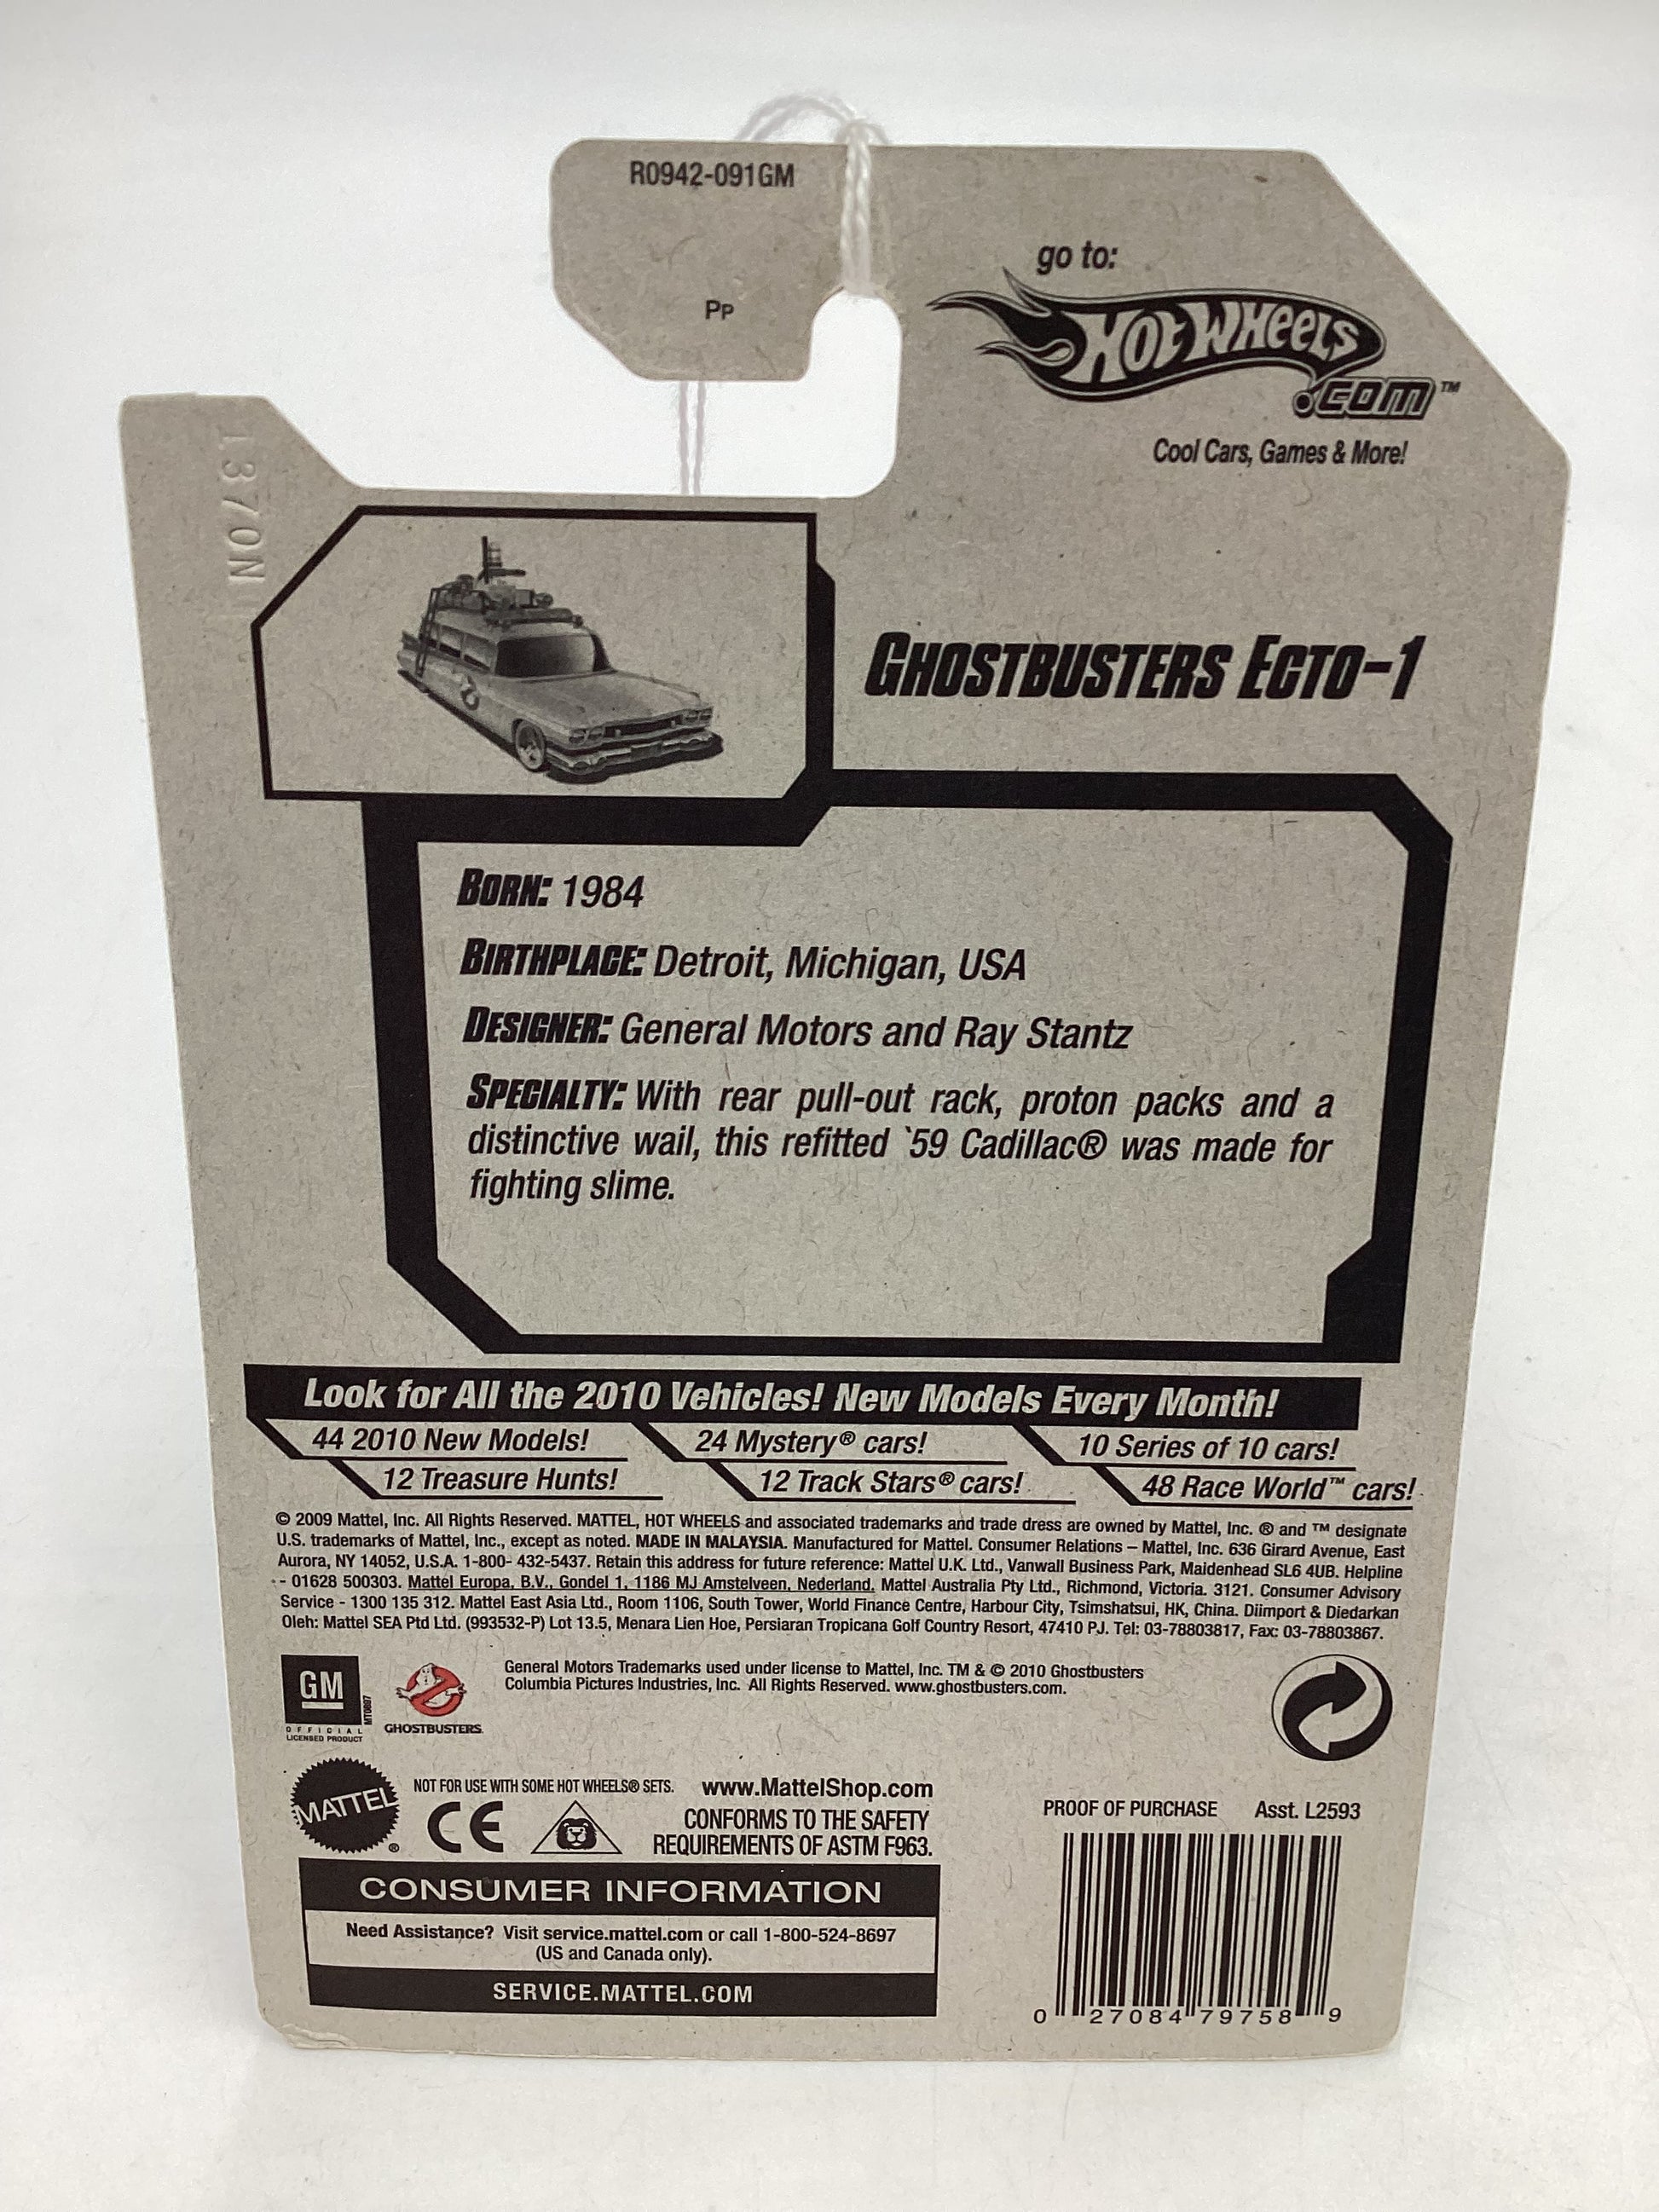 R0942-091GM
PP
go to:
HOT WHEELS
.COM™
Cool Cars, Games & More!
1370N
GHOSTBUSTERS ECTO-1
BORN: 1984
BIRTHPLACE: Detroit, Michigan, USA
DESIGNER: General Motors and Ray Stantz
SPECIALTY: With rear pull-out rack, proton packs and a
distinctive wail, this refitted `59 Cadillac® was made for
fighting slime.
Look for All the 2010 Vehicles! New Models Every Month!
44 2010 New Models! 24 Mystery® cars! 10 Series of 10 cars!
12 Treasure Hunts! 12 Track Stars® cars! 48 Race World™ cars!
© 2009 Mattel, Inc. All Rights Reserved. MATTEL, HOT WHEELS and associated trademarks and trade dress are owned by Mattel, Inc. ® and ™ designate
U.S. trademarks of Mattel, Inc., except as noted. MADE IN MALAYSIA. Manufactured for Mattel. Consumer Relations – Mattel, Inc. 636 Girard Avenue, East
Aurora, NY 14052, U.S.A. 1-800- 432-5437. Retain this address for future reference: Mattel U.K. Ltd., Vanwall Business Park, Maidenhead SL6 4UB. Helpline
- 01628 500303. Mattel Europa, B.V., Gondel 1, 1186 MJ Amstelveen, Nederland. Mattel Australia Pty Ltd., Richmond, Victoria. 3121. Consumer Advisory
Service - 1300 135 312. Mattel East Asia Ltd., Room 1106, South Tower, World Finance Centre, Harbour City, Tsimshatsui, HK, China. Diimport & Diedarkan
Oleh: Mattel SEA Ptd Ltd. (993532-P) Lot 13.5, Menara Lien Hoe, Persiaran Tropicana Golf Country Resort, 47410 PJ. Tel: 03-78803817, Fax: 03-78803867.
GM
MT0807
OFFICIAL
LICENSED PRODUCT
GHOSTBUSTERS
General Motors Trademarks used under license to Mattel, Inc. TM & © 2010 Ghostbusters
Columbia Pictures Industries, Inc. All Rights Reserved. www.ghostbusters.com.
MATTEL®
NOT FOR USE WITH SOME HOT WHEELS® SETS. www.MattelShop.com
CE
CONFORMS TO THE SAFETY
REQUIREMENTS OF ASTM F963.
PROOF OF PURCHASE Asst. L2593
CONSUMER INFORMATION
Need Assistance? Visit service.mattel.com or call 1-800-524-8697
(US and Canada only).
SERVICE.MATTEL.COM
0 27084 79758 9